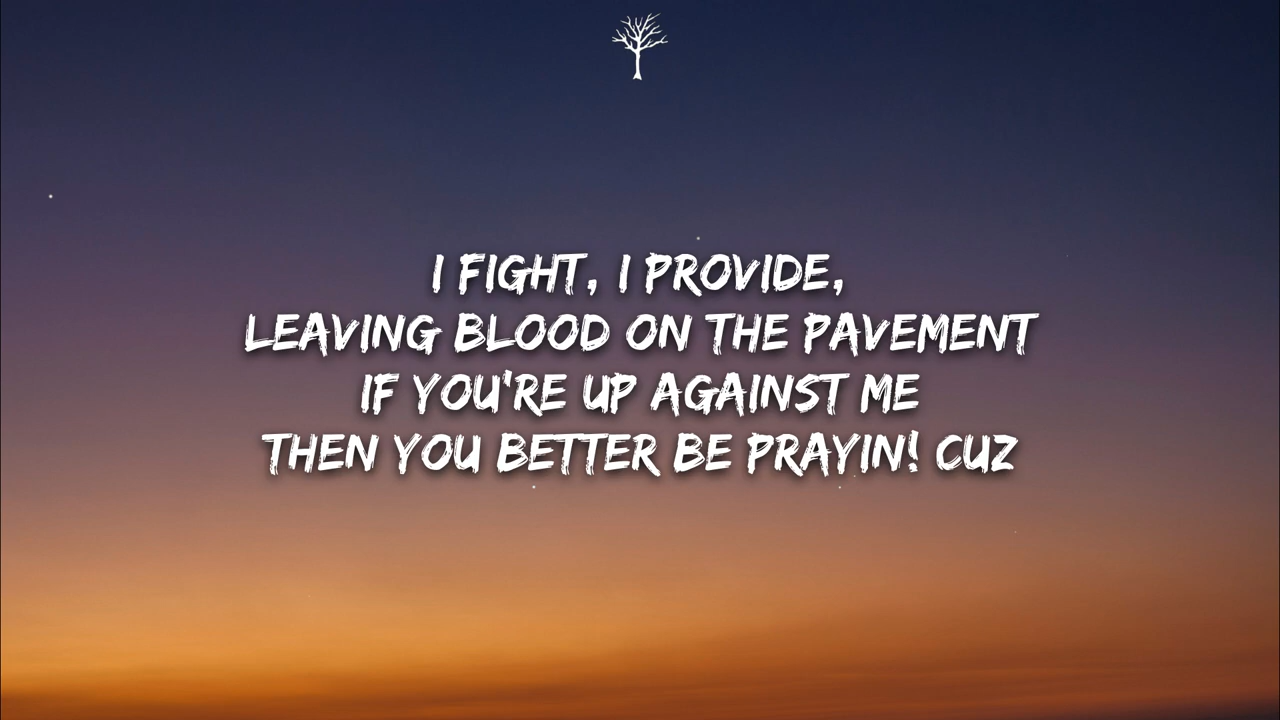 I FIGHT, I PROVIDE,
LEAVING BLOOD ON THE PAVEMENT
IF YOU'RE UP AGAINST ME
THEN YOU BETTER BE PRAYIN! CUZ